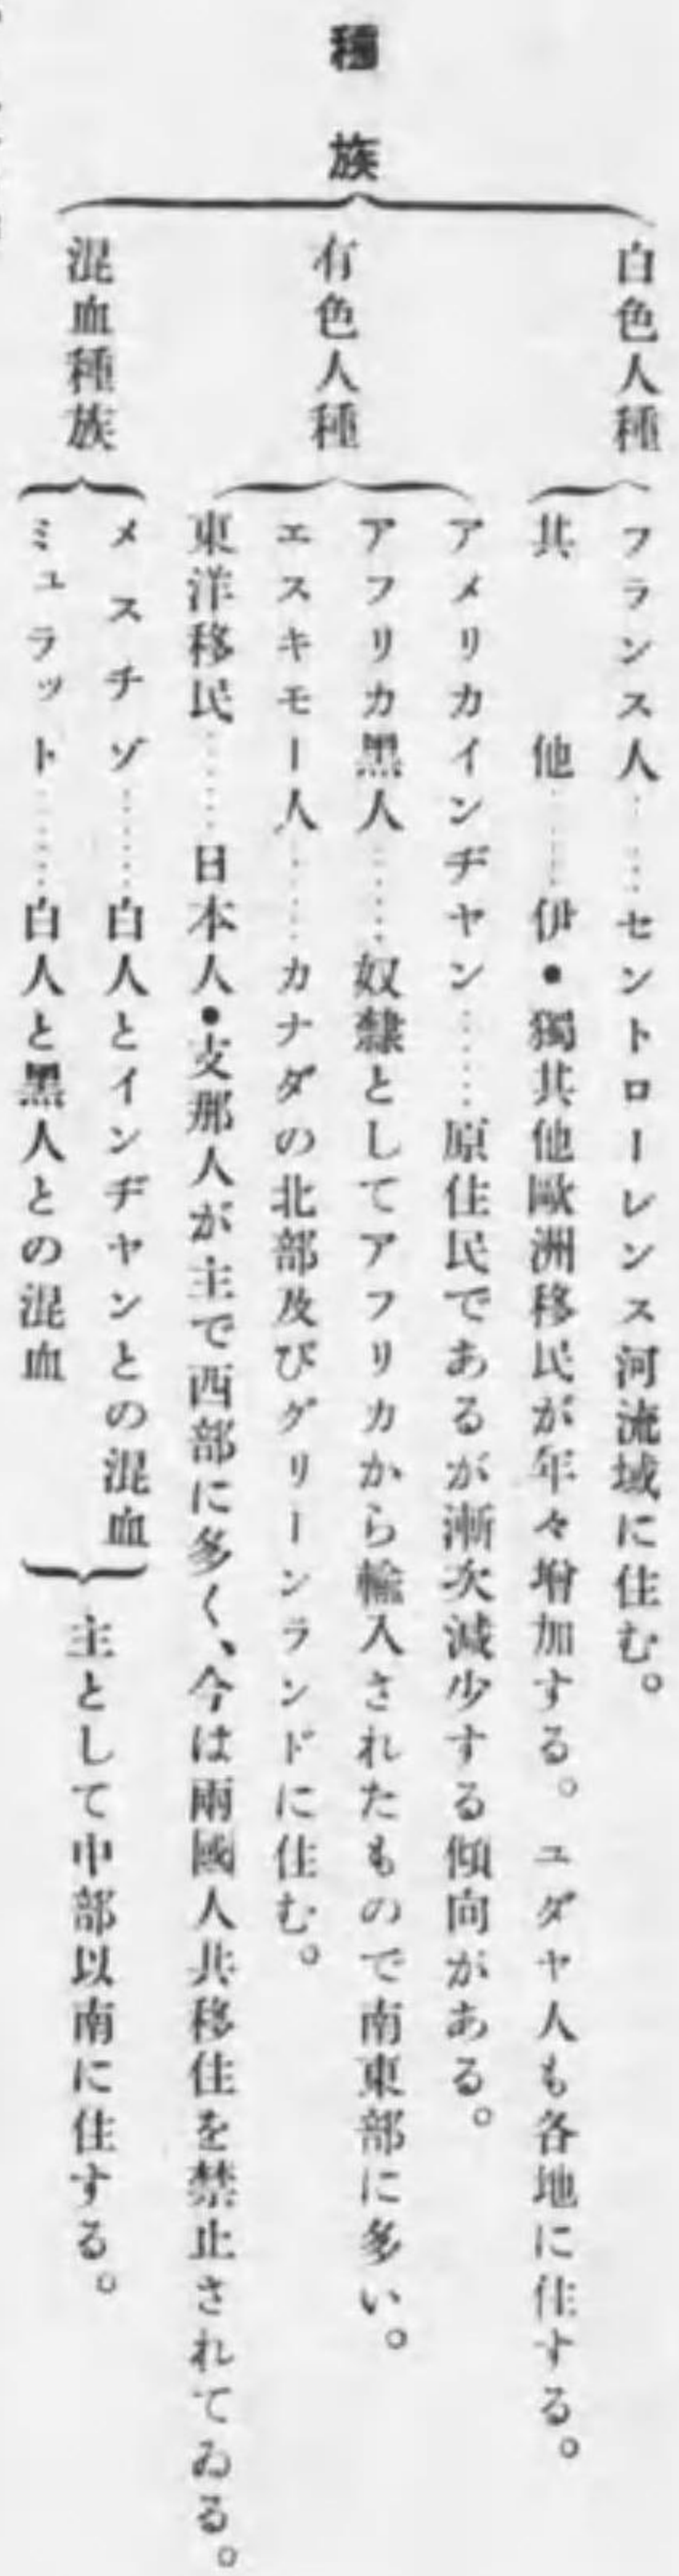 種族
白色人種
フランス人……セントローレンス河流域に住む。
其他……伊・獨其他歐洲移民が年々增加する。ユダヤ人も各地に住する。
有色人種
アメリカインヂヤン……原住民であるが漸次減少する傾向がある。
アフリカ黑人……奴隸としてアフリカから輸入されたもので南東部に多い。
エスキモー人……カナダの北部及びグリーンランドに住む。
東洋移民……日本人・支那人が主で西部に多く、今は兩國人共移住を禁止されてゐる。
混血種族
メスチゾ……白人とインヂヤンとの混血
ミュラット……白人と黑人との混血
主として中部以南に住する。